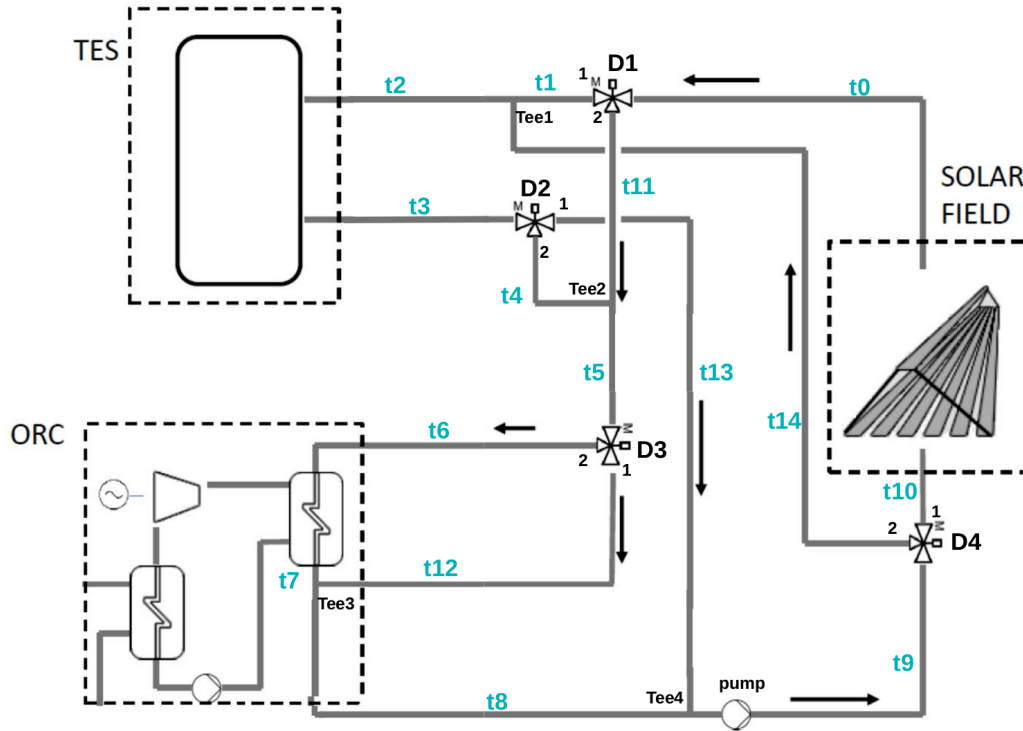 TES
t2
t1
1
M
D1
t0
Tee1
2
t11
SOLAR
FIELD
D2
M
1
t3
2
t4
Tee2
t5
t13
t14
ORC
t6
M
D3
2
1
t10
1
M
2
D4
t7
t12
Tee3
t9
t8
Tee4
pump